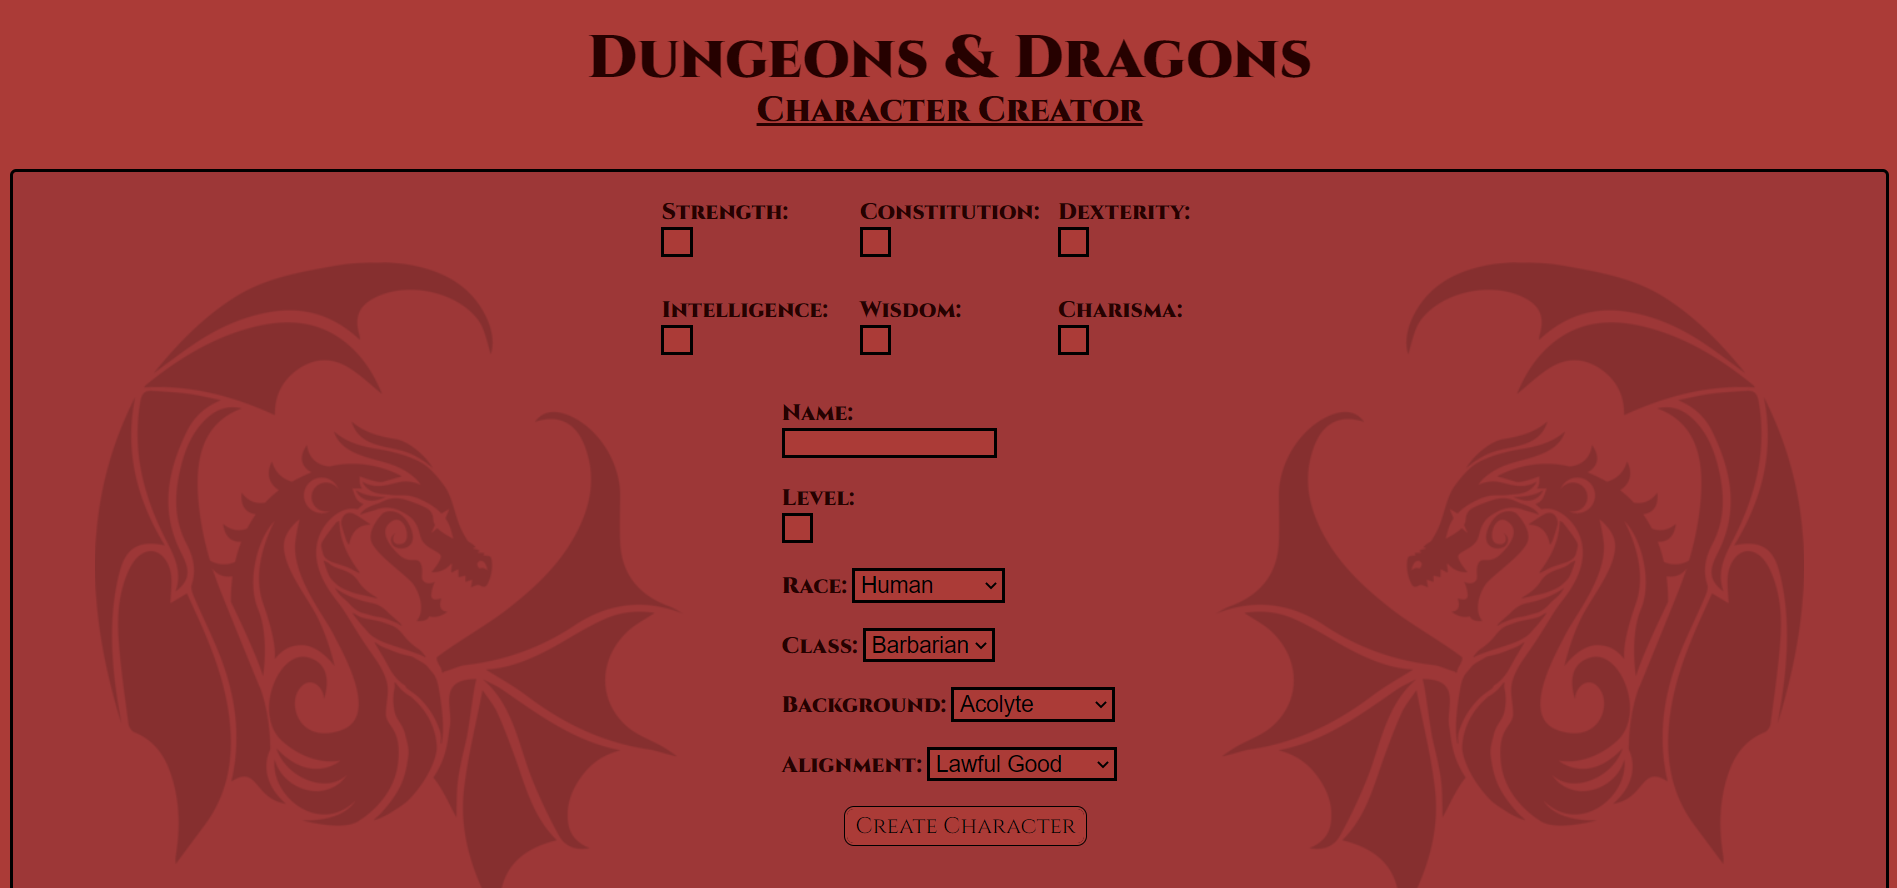 Dungeons & Dragons
Character Creator
Strength: Constitution: Dexterity:
Intelligence: Wisdom: Charisma:
Name:
Level:
Race: Human
Class: Barbarian
Background: Acolyte
Alignment: Lawful Good
Create Character